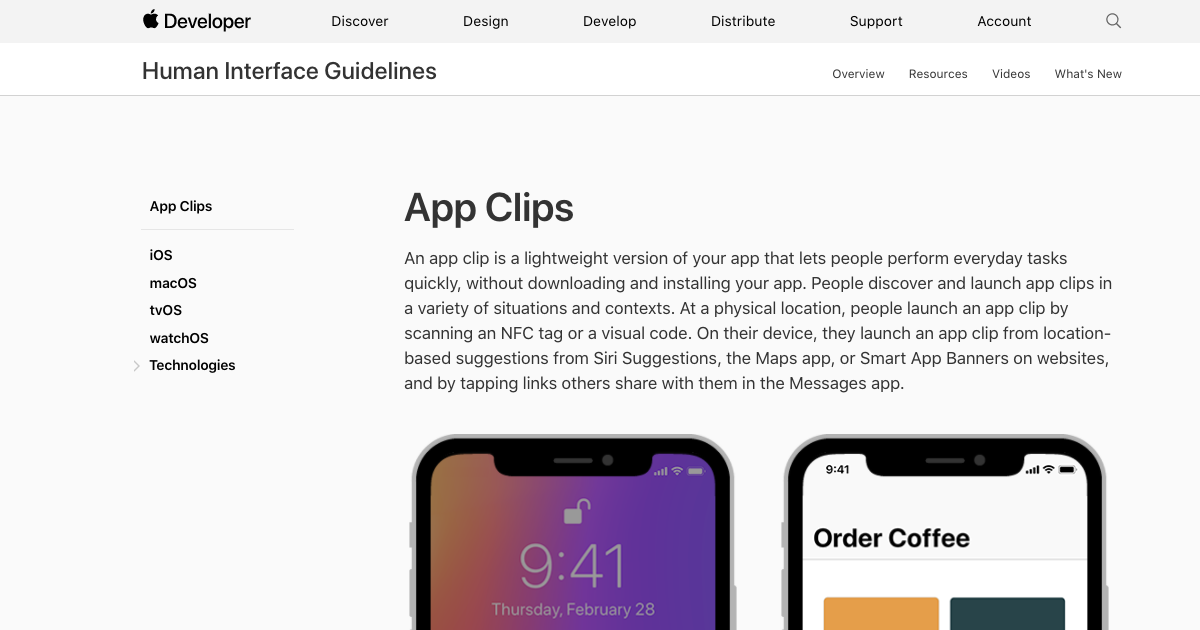 Developer
Discover
Design
Develop
Distribute
Support
Account
Human Interface Guidelines
Overview
Resources
Videos
What's New
App Clips
iOS
macOS
tvOS
watchOS
Technologies
App Clips
An app clip is a lightweight version of your app that lets people perform everyday tasks
quickly, without downloading and installing your app. People discover and launch app clips in
a variety of situations and contexts. At a physical location, people launch an app clip by
scanning an NFC tag or a visual code. On their device, they launch an app clip from location-
based suggestions from Siri Suggestions, the Maps app, or Smart App Banners on websites,
and by tapping links others share with them in the Messages app.
9:41
Thursday, February 28
9:41
Order Coffee